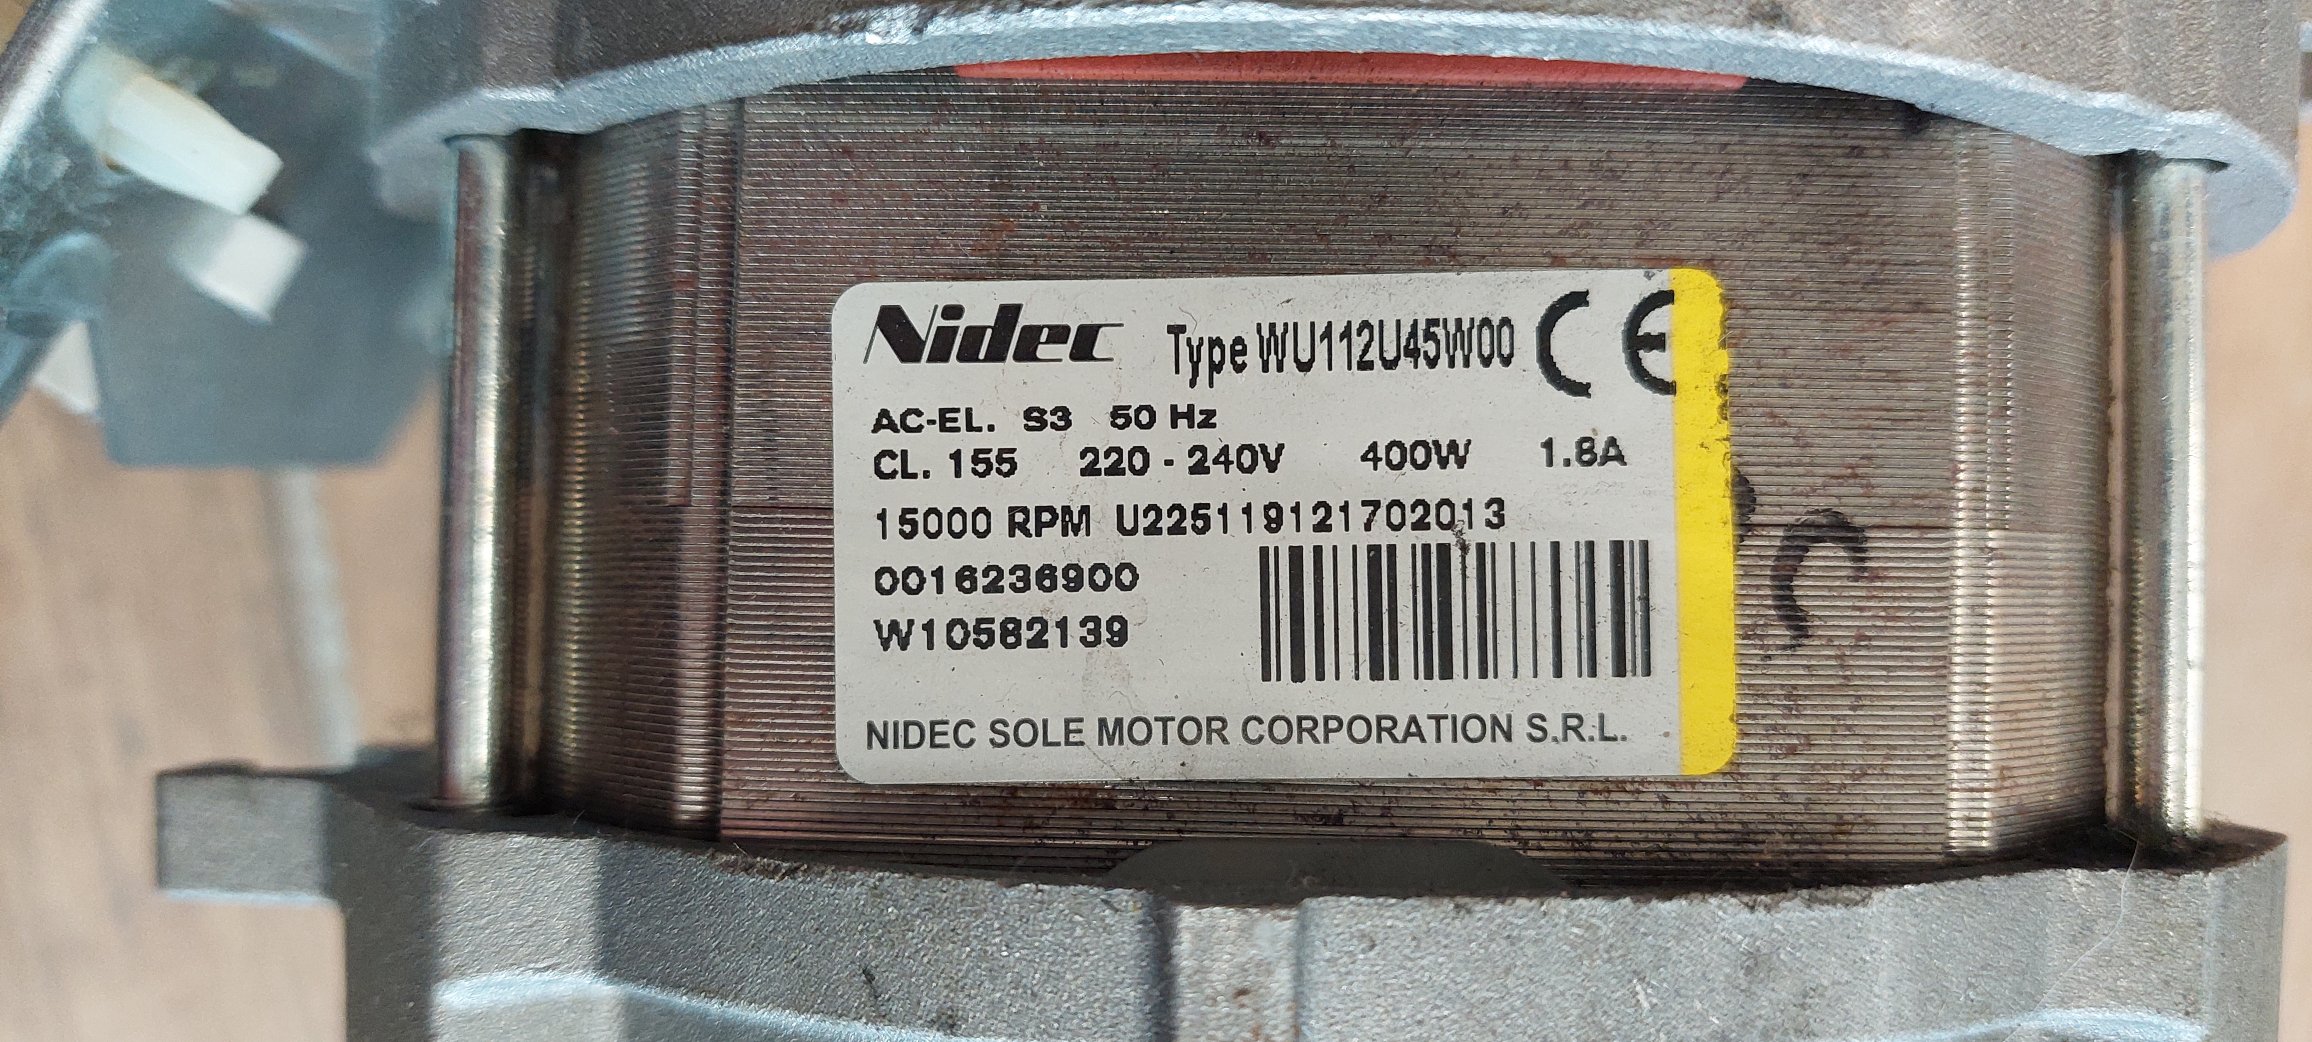 Nidec Type WU112U45W00 CE
AC-EL. S3 50 Hz
CL. 155 220 - 240V 400W 1.8A
15000 RPM U225119121702013
0016236900
W10582139
NIDEC SOLE MOTOR CORPORATION S.R.L.
C